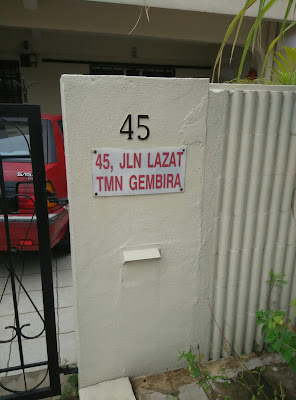 45
45, JLN LAZAT
TMN GEMBIRA